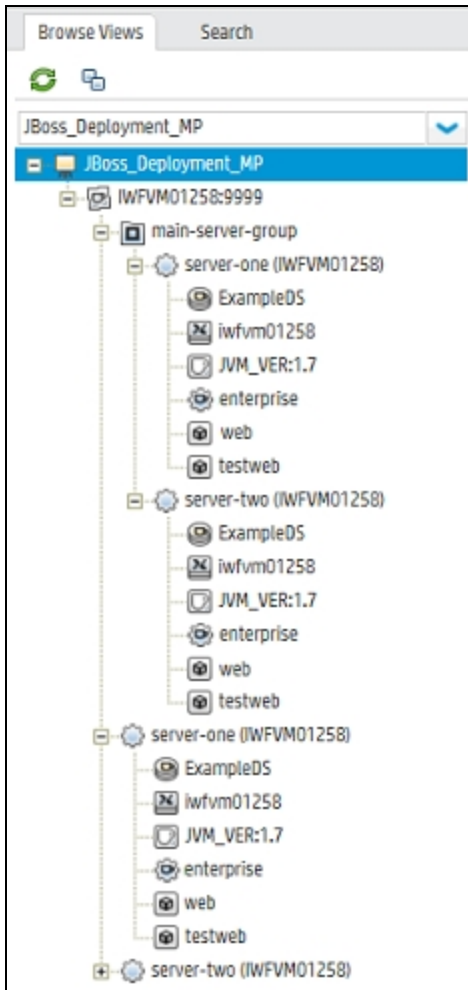 Browse Views Search
JBoss_Deployment_MP
JBoss_Deployment_MP
IWFVM01258:9999
main-server-group
server-one (IWFVM01258)
ExampleDS
iwfvm01258
JVM_VER:1.7
enterprise
web
testweb
server-two (IWFVM01258)
ExampleDS
iwfvm01258
JVM_VER:1.7
enterprise
web
testweb
server-one (IWFVM01258)
ExampleDS
iwfvm01258
JVM_VER:1.7
enterprise
web
testweb
server-two (IWFVM01258)